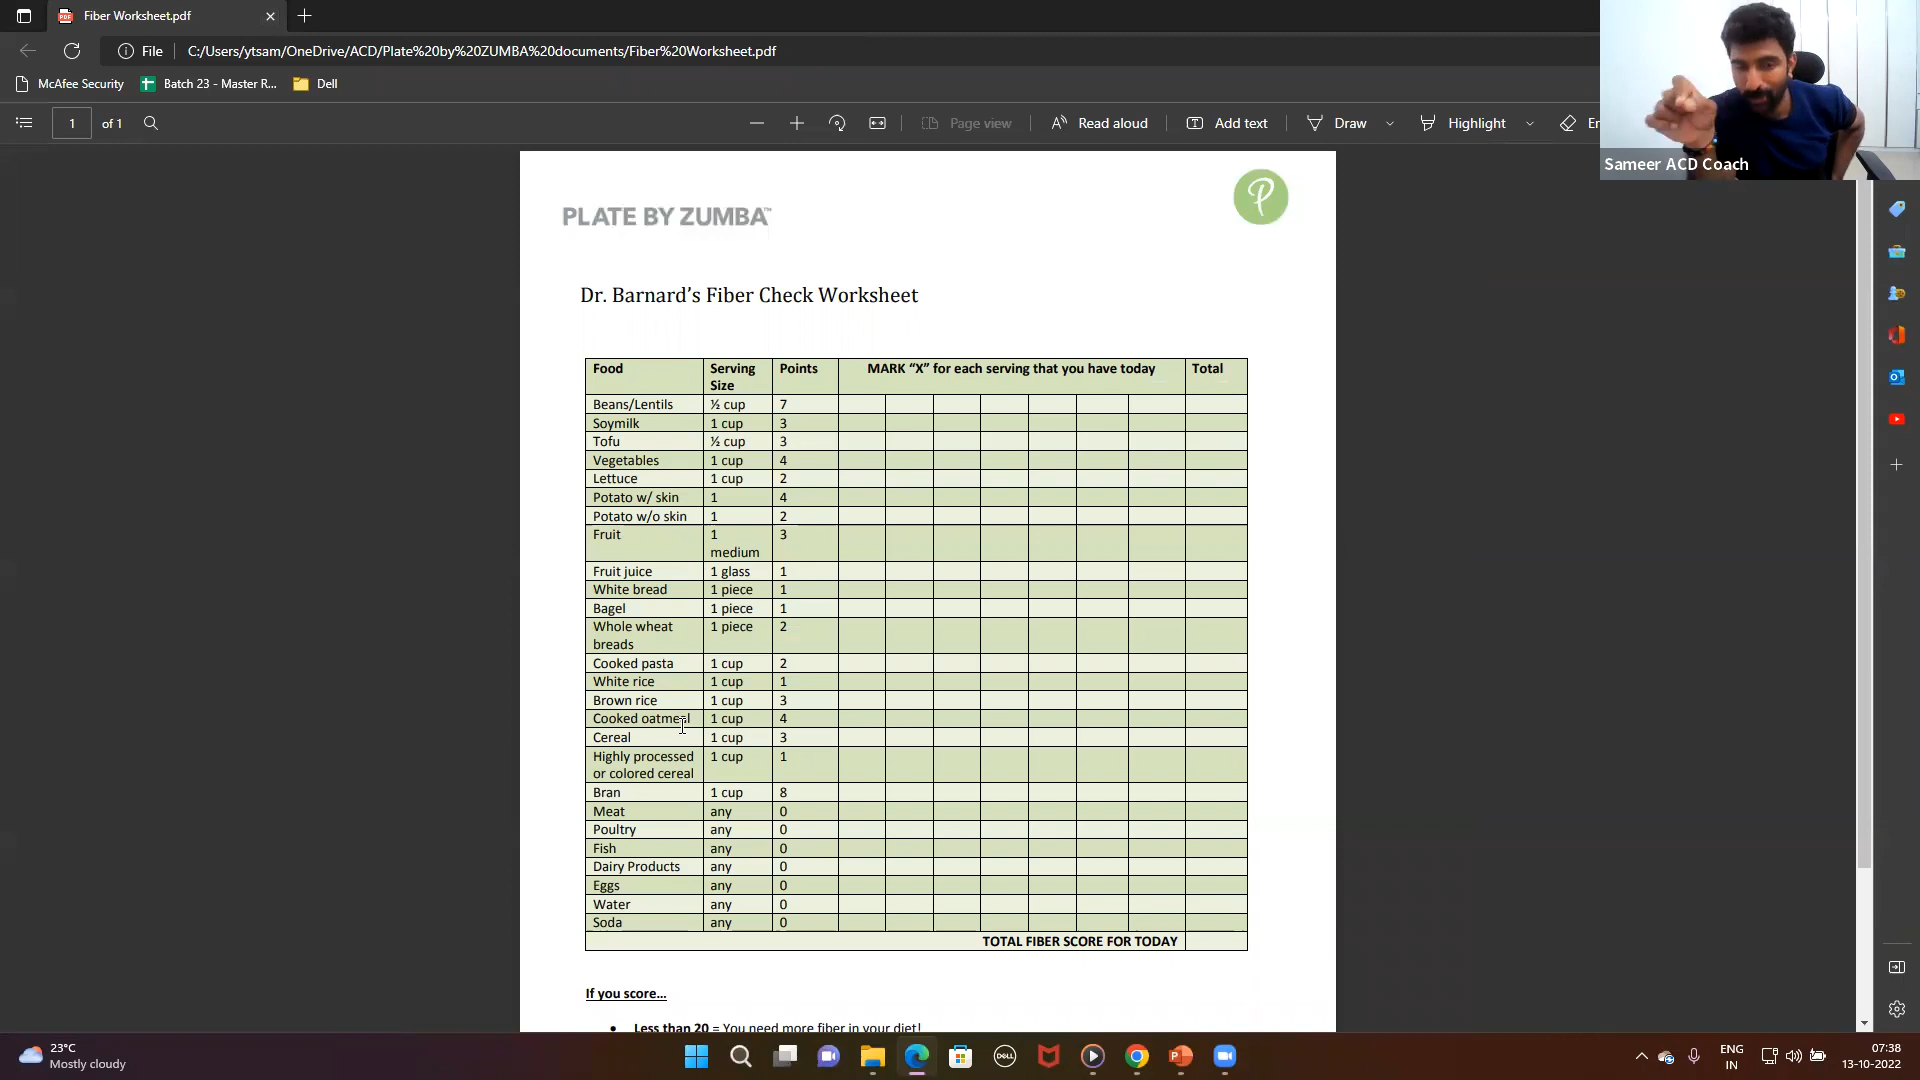 Fiber Worksheet.pdf
File C:/Users/ytsam/OneDrive/ACD/Plate%20by%20ZUMBA%20documents/Fiber%20Worksheet.pdf
McAfee Security Batch 23 - Master R... Dell
1 of 1 Page view Read aloud Add text Draw Highlight Er
Sameer ACD Coach
PLATE BY ZUMBA™
Dr. Barnard's Fiber Check Worksheet
Food Serving Size Points MARK "X" for each serving that you have today Total
Beans/Lentils ½ cup 7
Soymilk 1 cup 3
Tofu ½ cup 3
Vegetables 1 cup 4
Lettuce 1 cup 2
Potato w/ skin 1 4
Potato w/o skin 1 2
Fruit 1 medium 3
Fruit juice 1 glass 1
White bread 1 piece 1
Bagel 1 piece 1
Whole wheat breads 1 piece 2
Cooked pasta 1 cup 2
White rice 1 cup 1
Brown rice 1 cup 3
Cooked oatmeal 1 cup 4
Cereal 1 cup 3
Highly processed or colored cereal 1 cup 1
Bran 1 cup 8
Meat any 0
Poultry any 0
Fish any 0
Dairy Products any 0
Eggs any 0
Water any 0
Soda any 0
TOTAL FIBER SCORE FOR TODAY
If you score...
• Less than 20 = You need more fiber in your diet!
23°C
Mostly cloudy
ENG
IN
07:38
13-10-2022